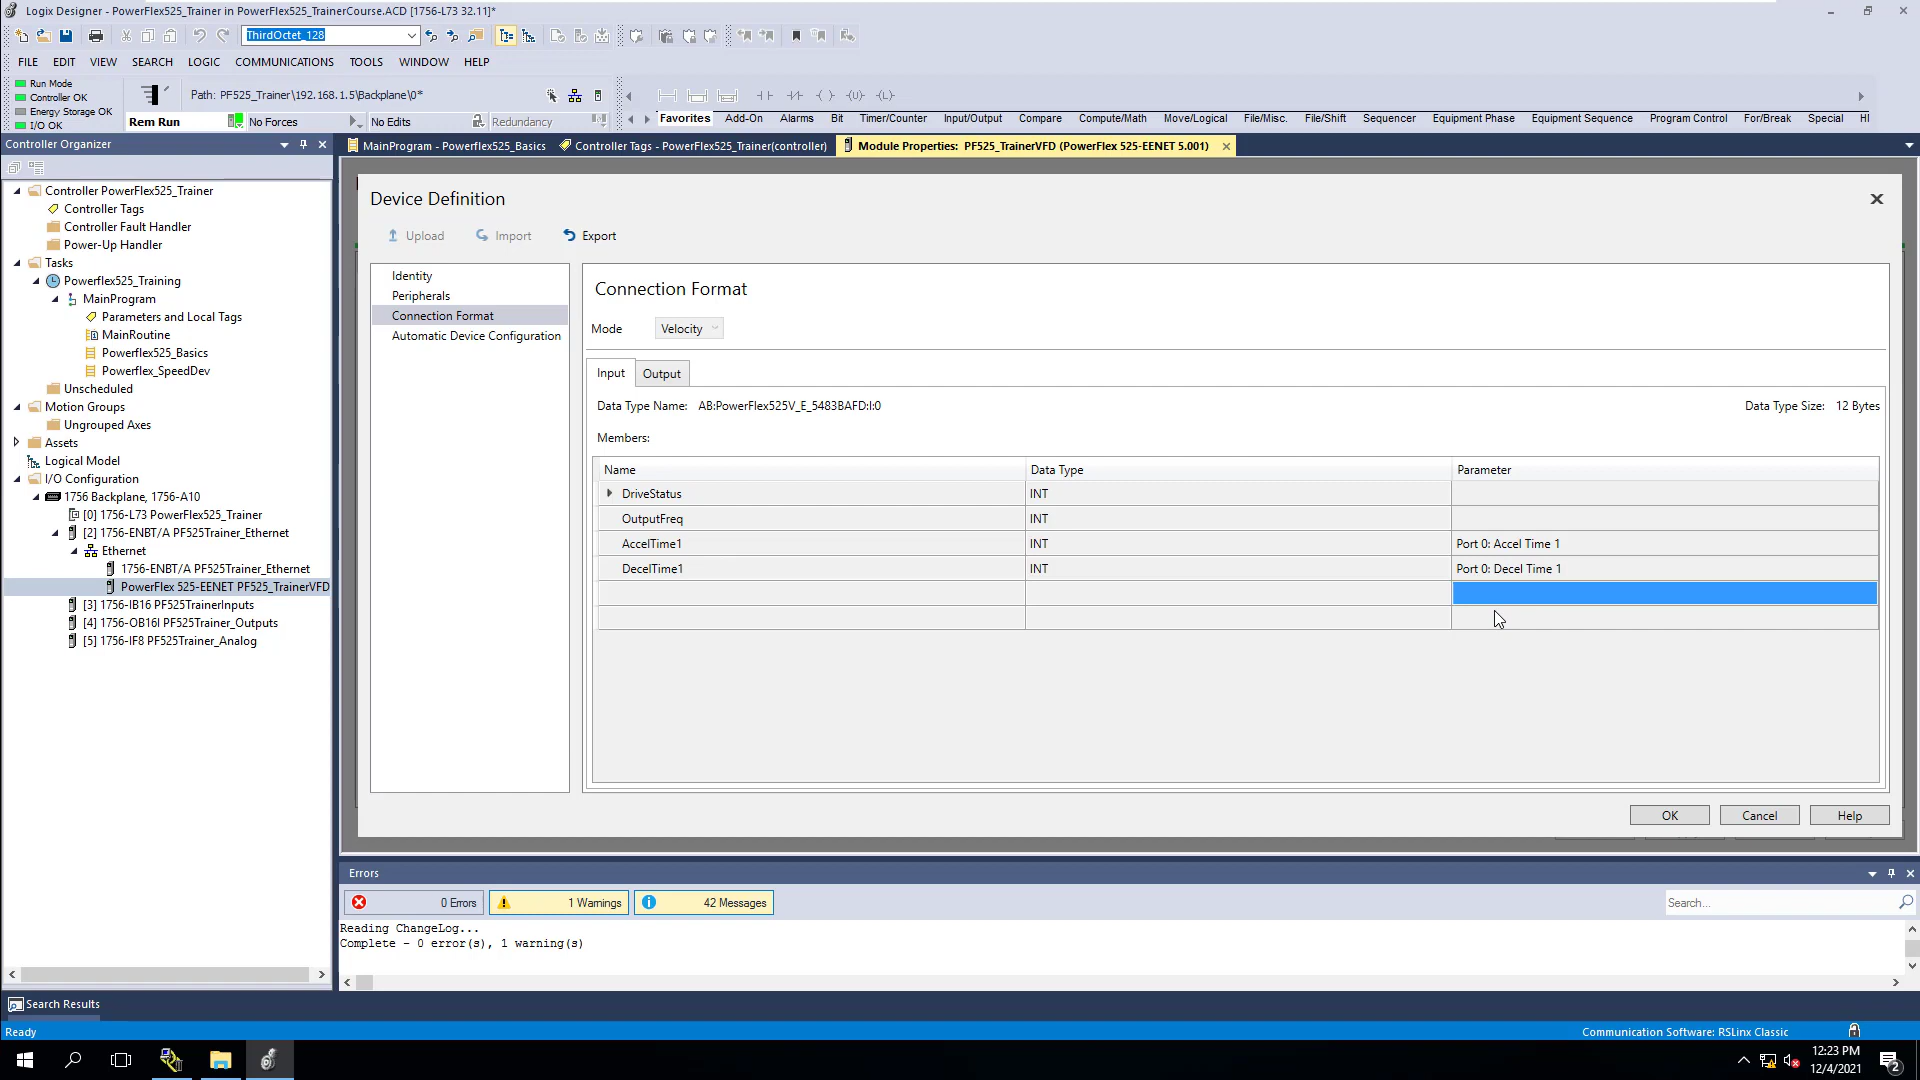 Logix Designer - PowerFlex525_Trainer in PowerFlex525_TrainerCourse.ACD [1756-L73 32.11]*
ThirdOctet_128
FILE EDIT VIEW SEARCH LOGIC COMMUNICATIONS TOOLS WINDOW HELP
Run Mode
Controller OK
Energy Storage OK
I/O OK
Path: PF525_Trainer\192.168.1.5\Backplane\0*
Rem Run No Forces No Edits Redundancy
Favorites Add-On Alarms Bit Timer/Counter Input/Output Compare Compute/Math Move/Logical File/Misc. File/Shift Sequencer Equipment Phase Equipment Sequence Program Control For/Break Special HI
Controller Organizer
MainProgram - Powerflex525_Basics Controller Tags - PowerFlex525_Trainer(controller) Module Properties: PF525_TrainerVFD (PowerFlex 525-EENET 5.001)
Controller PowerFlex525_Trainer
Controller Tags
Controller Fault Handler
Power-Up Handler
Tasks
Powerflex525_Training
MainProgram
Parameters and Local Tags
MainRoutine
Powerflex525_Basics
Powerflex_SpeedDev
Unscheduled
Motion Groups
Ungrouped Axes
Assets
Logical Model
I/O Configuration
1756 Backplane, 1756-A10
[0] 1756-L73 PowerFlex525_Trainer
[2] 1756-ENBT/A PF525Trainer_Ethernet
Ethernet
1756-ENBT/A PF525Trainer_Ethernet
PowerFlex 525-EENET PF525_TrainerVFD
[3] 1756-IB16 PF525TrainerInputs
[4] 1756-OB16I PF525Trainer_Outputs
[5] 1756-IF8 PF525Trainer_Analog
Device Definition
Upload Import Export
Identity
Peripherals
Connection Format
Automatic Device Configuration
Connection Format
Mode Velocity
Input Output
Data Type Name: AB:PowerFlex525V_E_5483BAFD:I:0 Data Type Size: 12 Bytes
Members:
Name Data Type Parameter
DriveStatus INT
OutputFreq INT
AccelTime1 INT Port 0: Accel Time 1
DecelTime1 INT Port 0: Decel Time 1
OK Cancel Help
Errors
0 Errors 1 Warnings 42 Messages Search...
Reading ChangeLog...
Complete - 0 error(s), 1 warning(s)
Search Results
Ready Communication Software: RSLinx Classic
12:23 PM
12/4/2021
2